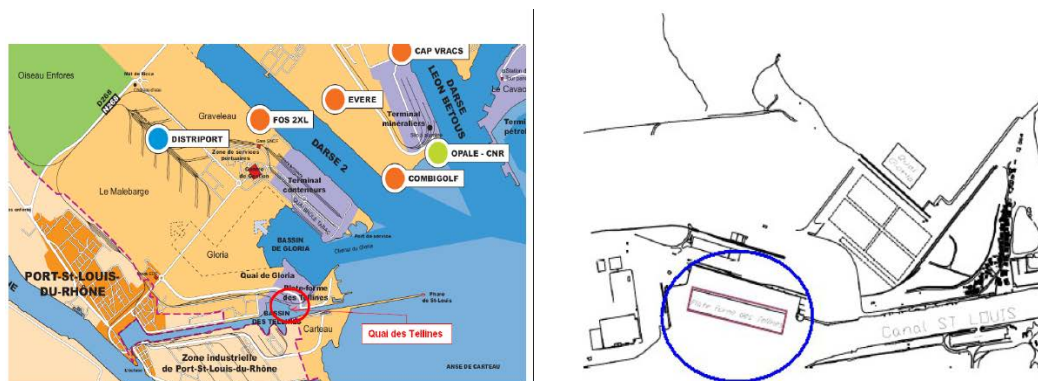 CAP VRACS
Oiseau Enfores
D268
N268
DARSE
LEON BETOUS
Le Cavaou
EVERE
Graveleau
FOS 2XL
Terminal
minéraliers
DISTRIPORT
Zone de services
portuaires
DARSE 2
OPALE - CNR
COMBIGOLF
Terminal
conteneurs
Le Malebarge
BASSIN
DE GLORIA
Gloria
PORT-St-LOUIS-
DU-RHÔNE
Quai de Gloria
Plate-forme
des Tellines
Phare
de St-Louis
BASSIN
DES TELLINES
Carteau
Quai des Tellines
Zone industrielle
de Port-St-Louis-du-Rhône
ANSE DE CARTEAU
Canal ST LOUIS